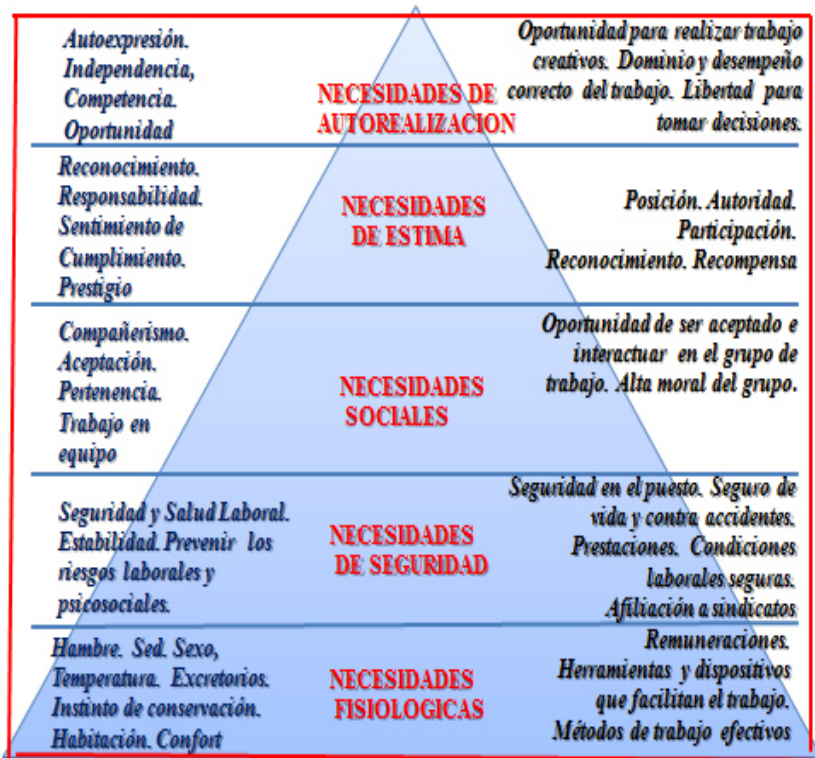 Autoexpresión.
Independencia,
Competencia.
Oportunidad
NECESIDADES DE
AUTOREALIZACION
Oportunidad para realizar trabajo
creativos. Dominio y desempeño
correcto del trabajo. Libertad para
tomar decisiones.
Reconocimiento.
Responsabilidad.
Sentimiento de
Cumplimiento.
Prestigio
NECESIDADES
DE ESTIMA
Posición. Autoridad.
Participación.
Reconocimiento. Recompensa
Compañerismo.
Aceptación.
Pertenencia.
Trabajo en
equipo
NECESIDADES
SOCIALES
Oportunidad de ser aceptado e
interactuar en el grupo de
trabajo. Alta moral del grupo.
Seguridad y Salud Laboral.
Estabilidad. Prevenir los
riesgos laborales y
psicosociales.
NECESIDADES
DE SEGURIDAD
Seguridad en el puesto. Seguro de
vida y contra accidentes.
Prestaciones. Condiciones
laborales seguras.
Afiliación a sindicatos
Hambre. Sed. Sexo,
Temperatura. Excretorios.
Instinto de conservación.
Habitación. Confort
NECESIDADES
FISIOLOGICAS
Remuneraciones.
Herramientas y dispositivos
que facilitan el trabajo.
Métodos de trabajo efectivos